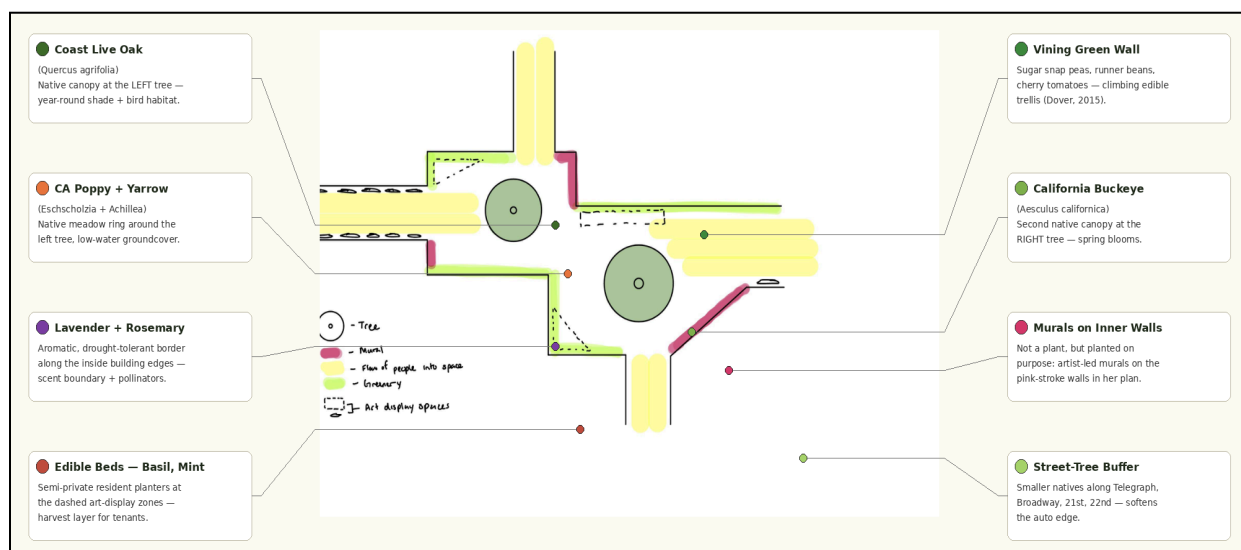 Coast Live Oak
(Quercus agrifolia)
Native canopy at the LEFT tree —
year-round shade + bird habitat.
CA Poppy + Yarrow
(Eschscholzia + Achillea)
Native meadow ring around the
left tree, low-water groundcover.
Lavender + Rosemary
Aromatic, drought-tolerant border
along the inside building edges —
scent boundary + pollinators.
Edible Beds — Basil, Mint
Semi-private resident planters at
the dashed art-display zones —
harvest layer for tenants.
- Tree
- Mural
- Flow of people into space
- Greenery
- Art display spaces
Vining Green Wall
Sugar snap peas, runner beans,
cherry tomatoes — climbing edible
trellis (Dover, 2015).
California Buckeye
(Aesculus californica)
Second native canopy at the
RIGHT tree — spring blooms.
Murals on Inner Walls
Not a plant, but planted on
purpose: artist-led murals on the
pink-stroke walls in her plan.
Street-Tree Buffer
Smaller natives along Telegraph,
Broadway, 21st, 22nd — softens
the auto edge.